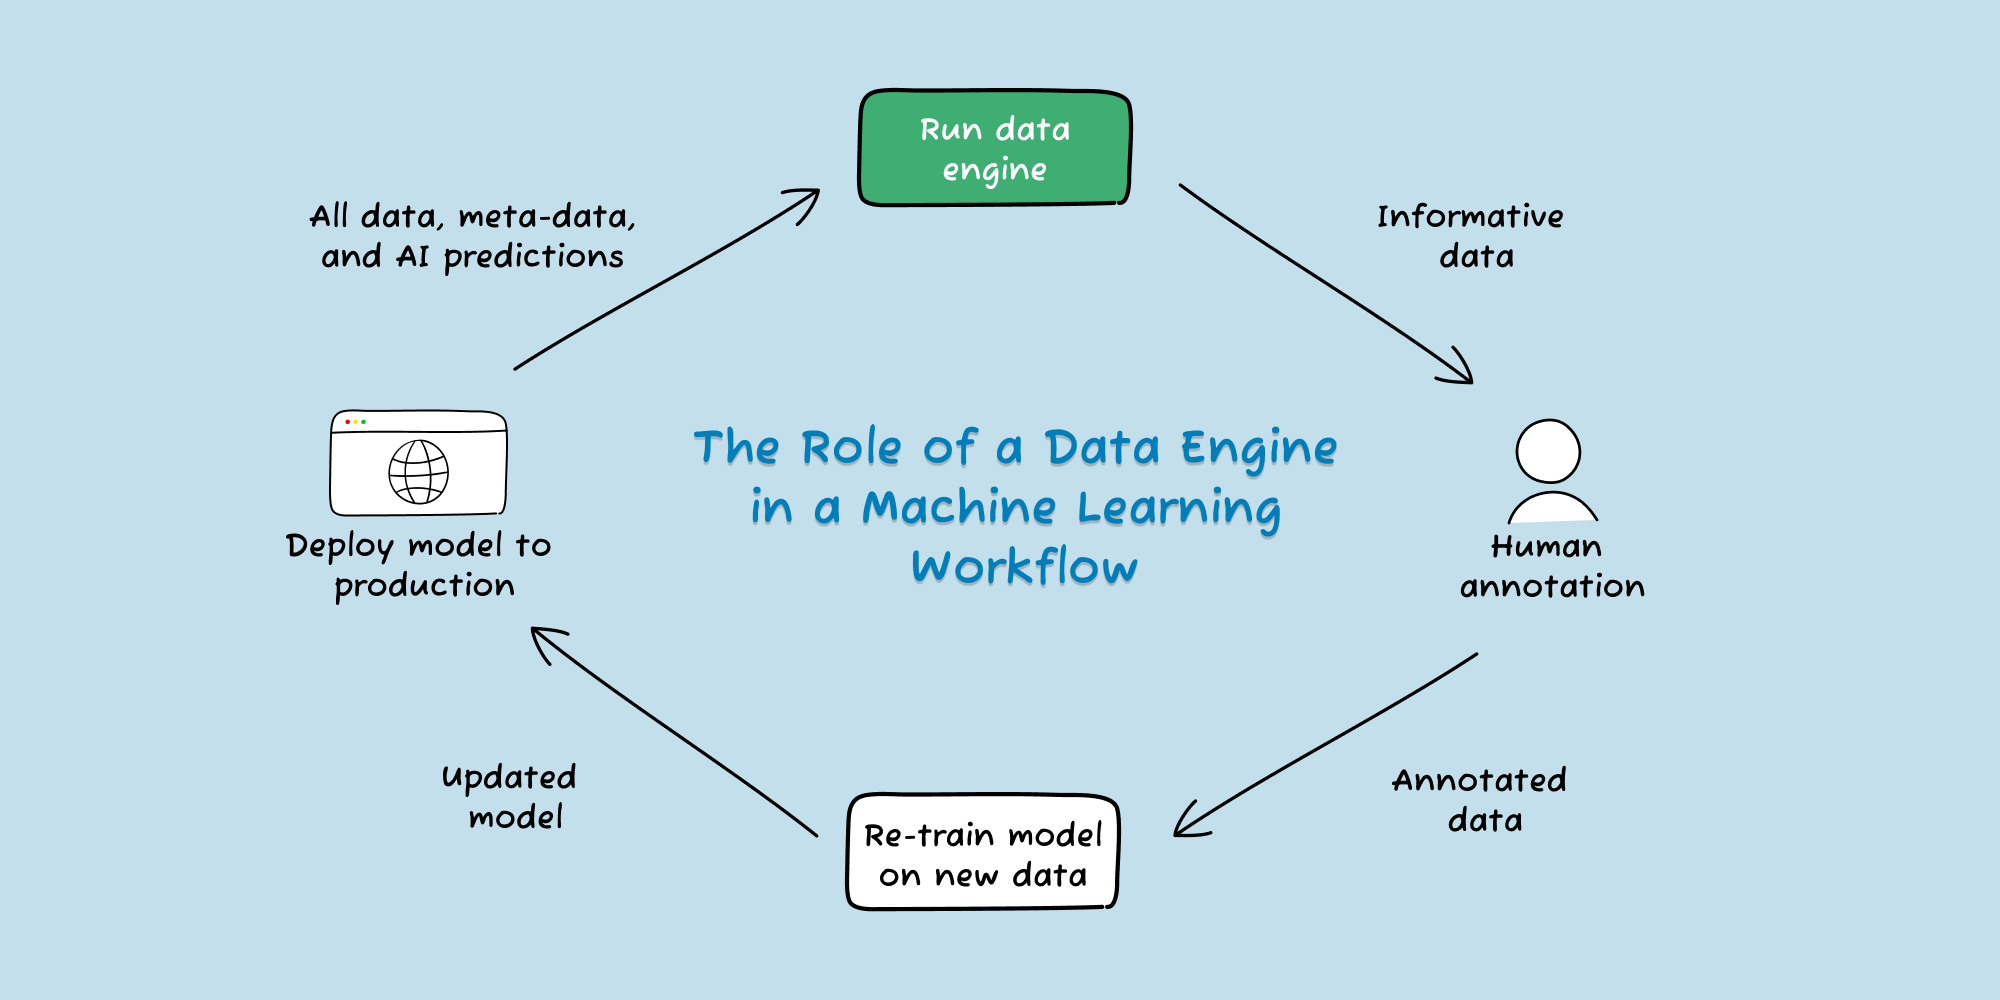 Run data
engine
All data, meta-data,
and AI predictions
Informative
data
The Role of a Data Engine
in a Machine Learning
Workflow
Deploy model to
production
Human
annotation
Updated
model
Annotated
data
Re-train model
on new data